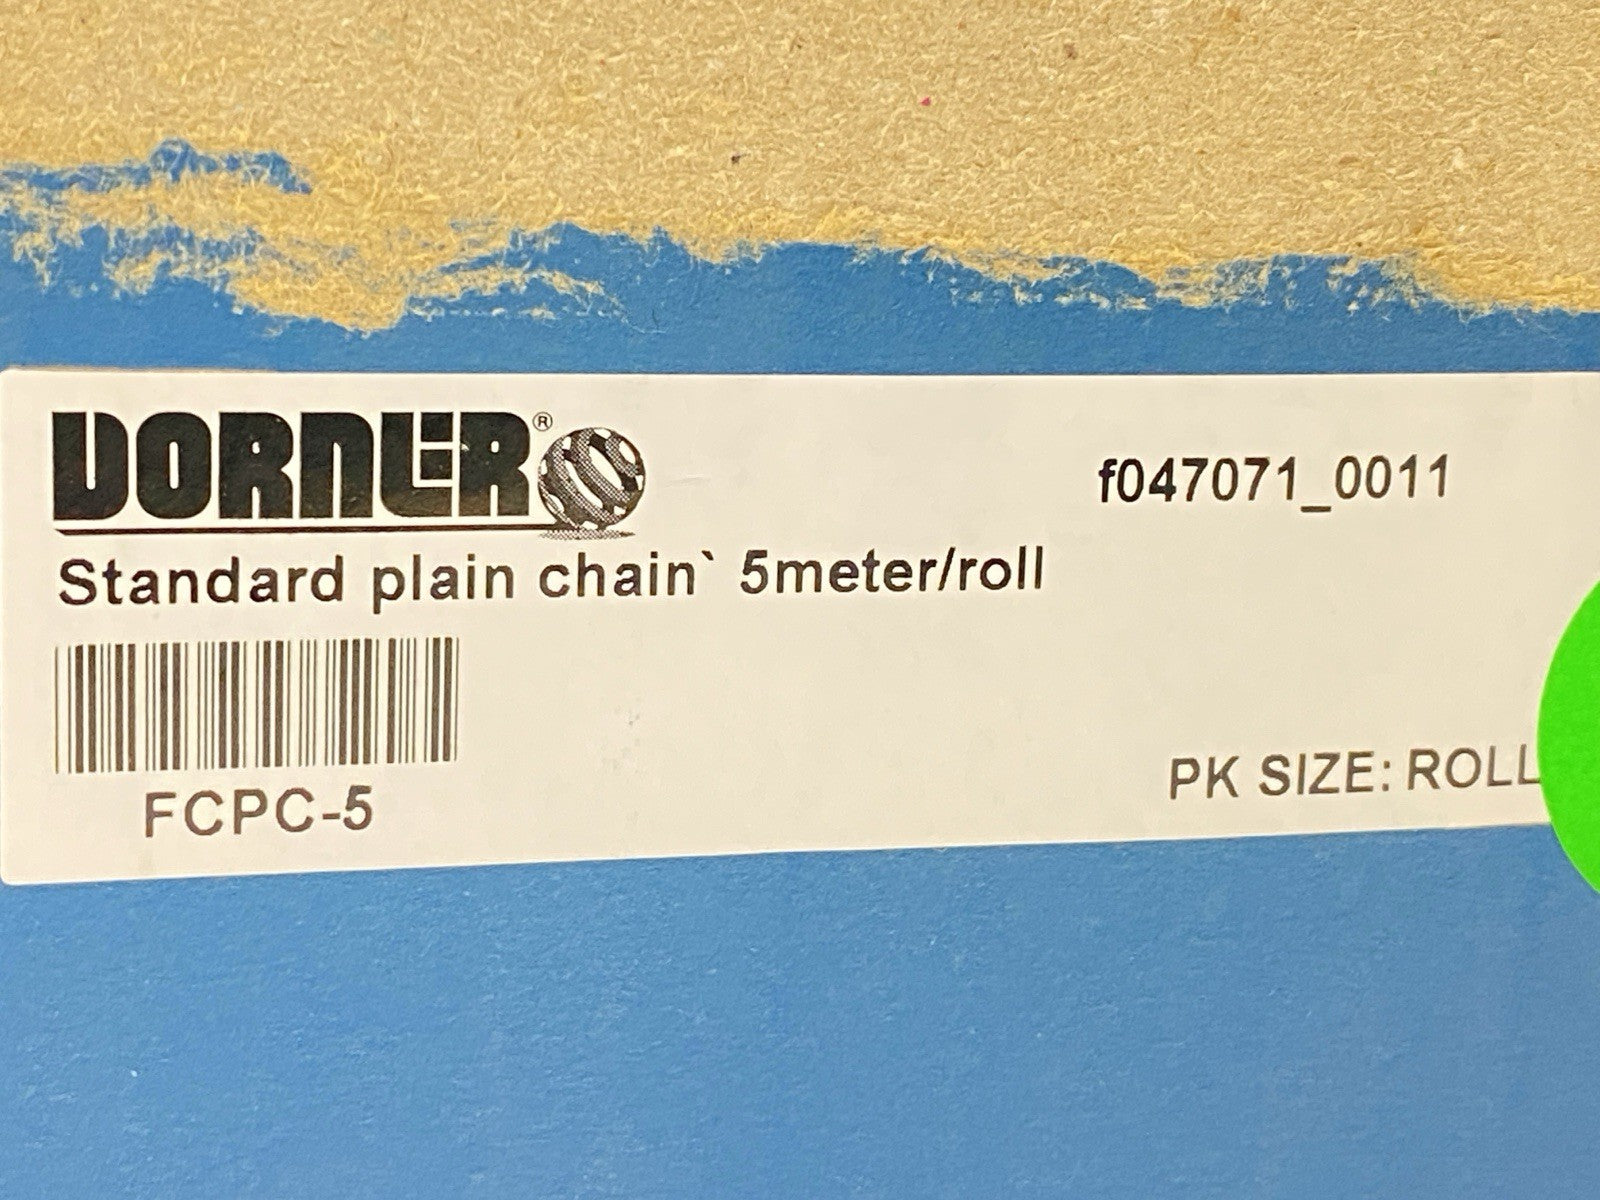 DORNER®
f047071_0011
Standard plain chain` 5meter/roll
FCPC-5
PK SIZE: ROLL